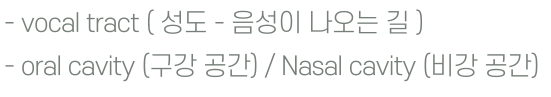 - vocal tract ( 성도 - 음성이 나오는 길 )
- oral cavity (구강 공간) / Nasal cavity (비강 공간)